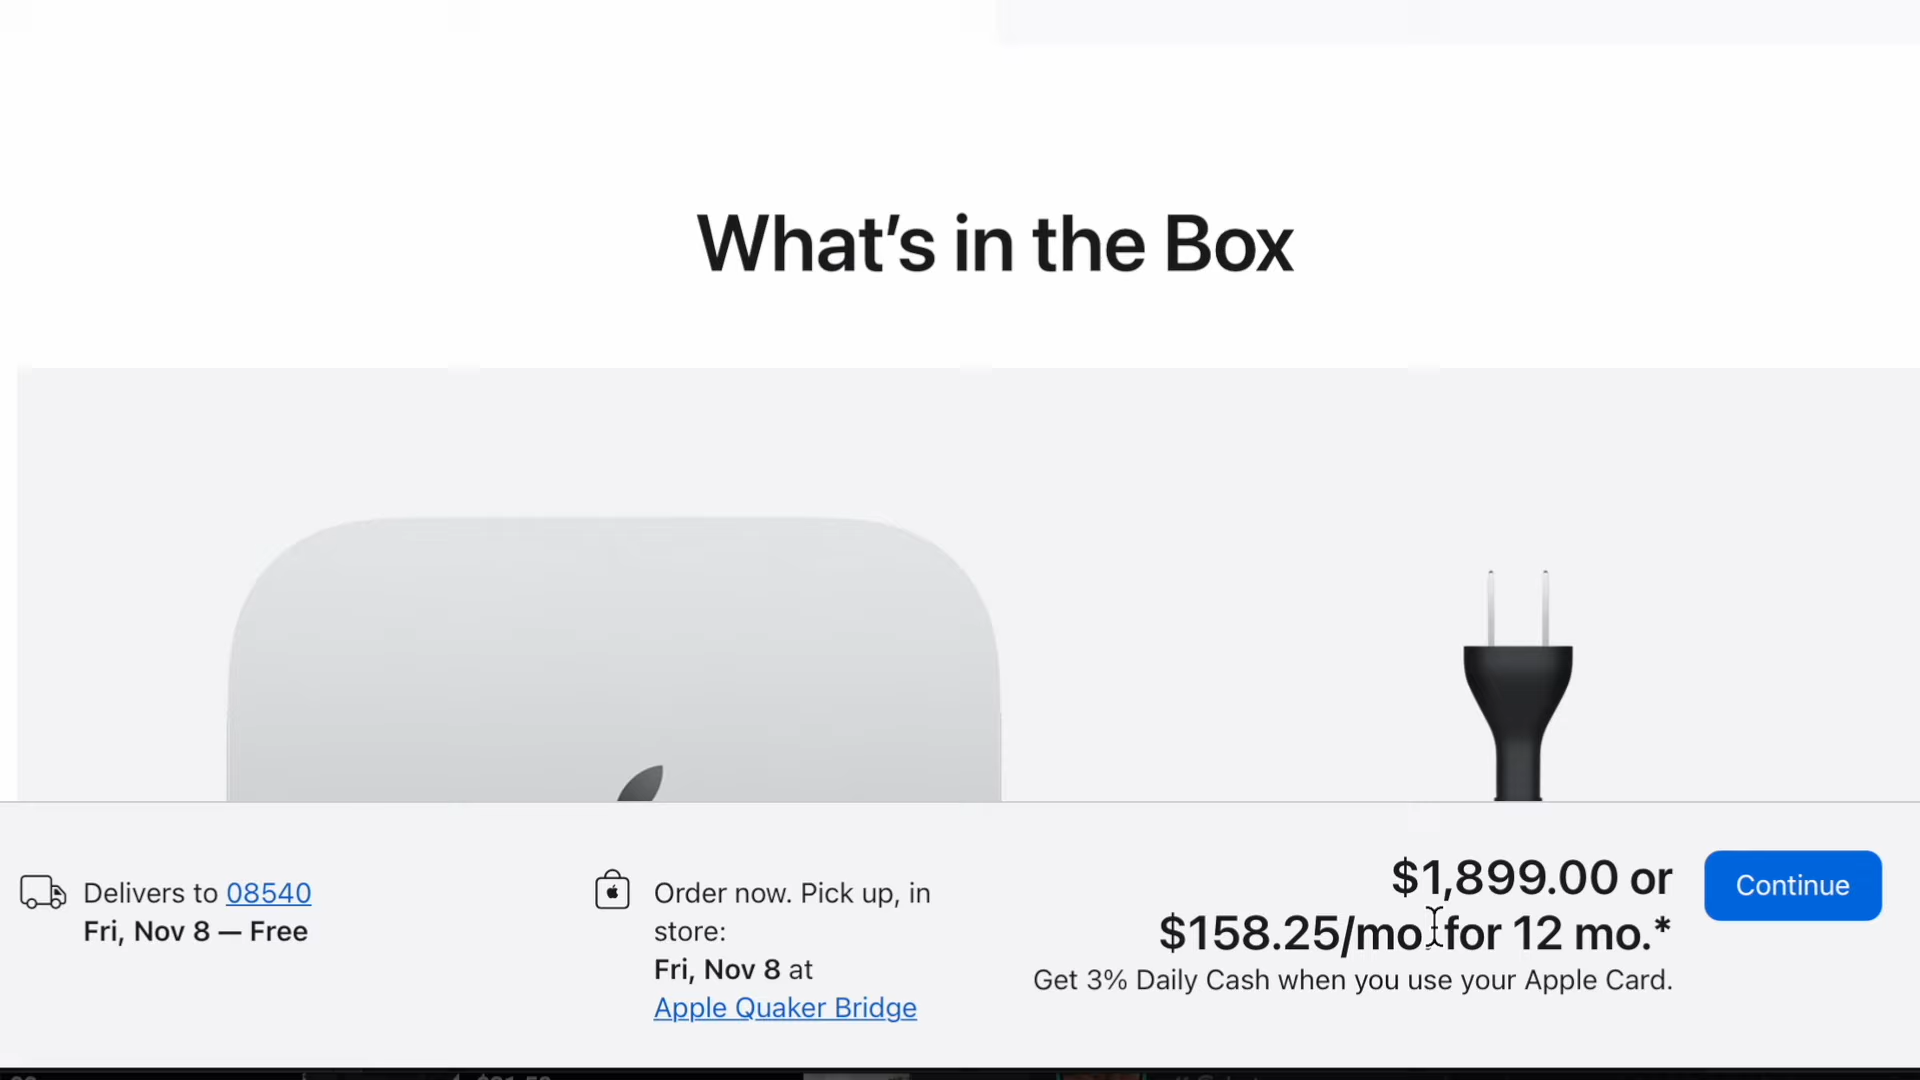 What's in the Box
Delivers to 08540
Fri, Nov 8 — Free
Order now. Pick up, in
store:
Fri, Nov 8 at
Apple Quaker Bridge
$1,899.00 or
$158.25/mo. for 12 mo.*
Get 3% Daily Cash when you use your Apple Card.
Continue